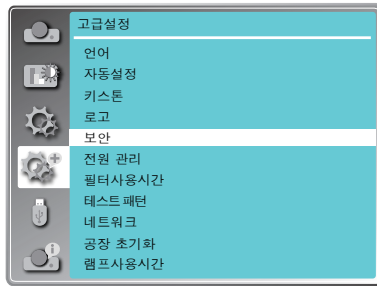 고급설정
언어
자동설정
키스톤
로고
보안
전원 관리
필터사용시간
테스트 패턴
네트워크
공장 초기화
램프사용시간